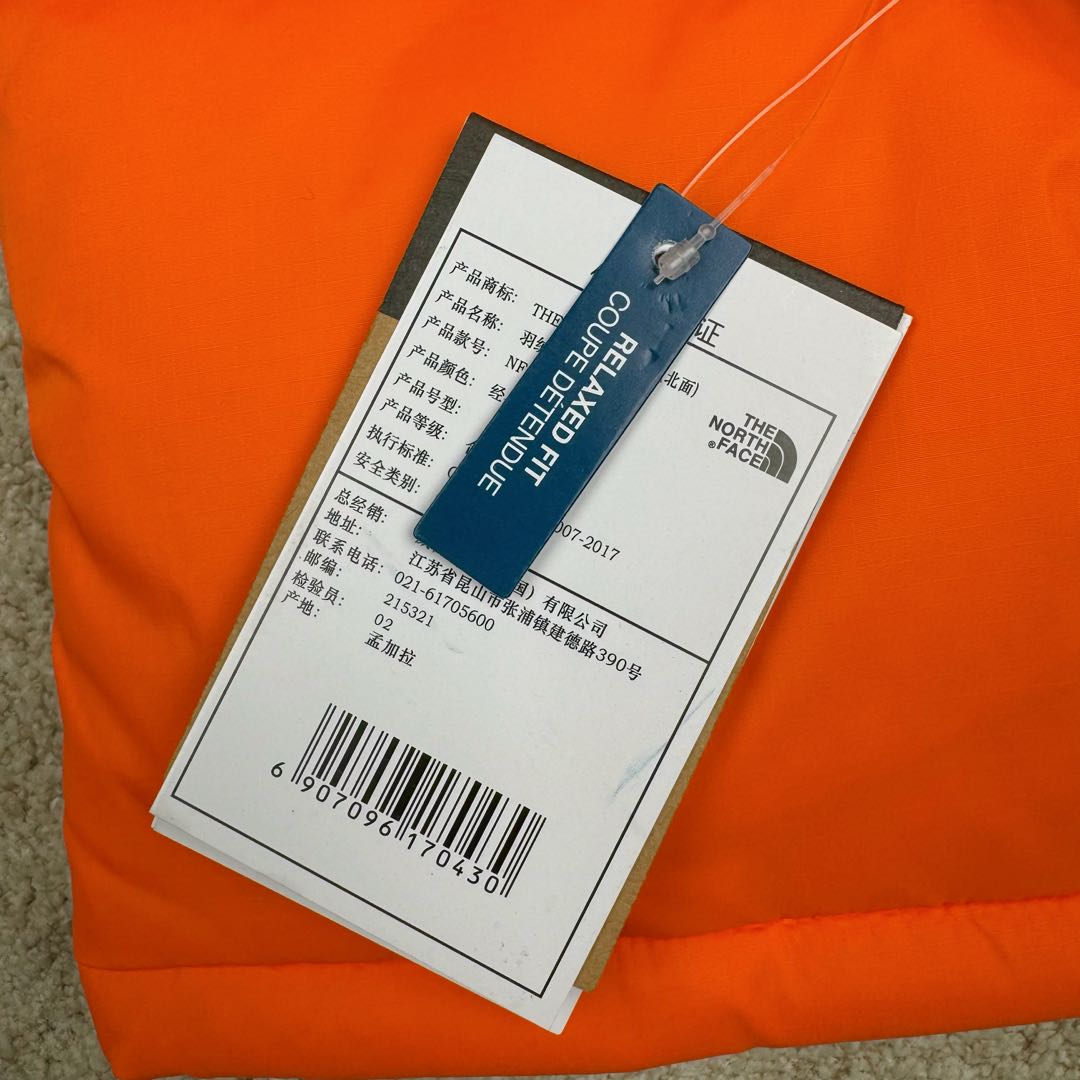 证
产品商标: THE
北面)
产品名称: 羽
产品款号: NF
产品颜色: 经
产品号型:
产品等级:
执行标准:
安全类别:
007-2017
THE
NORTH
FACE
®
RELAXED FIT
COUPE DÉTENDUE
总经销: 国) 有限公司
地址: 江苏省昆山市张浦镇建德路390号
联系电话: 021-61705600
邮编: 215321
检验员: 02
产地: 孟加拉
6 907096 170430